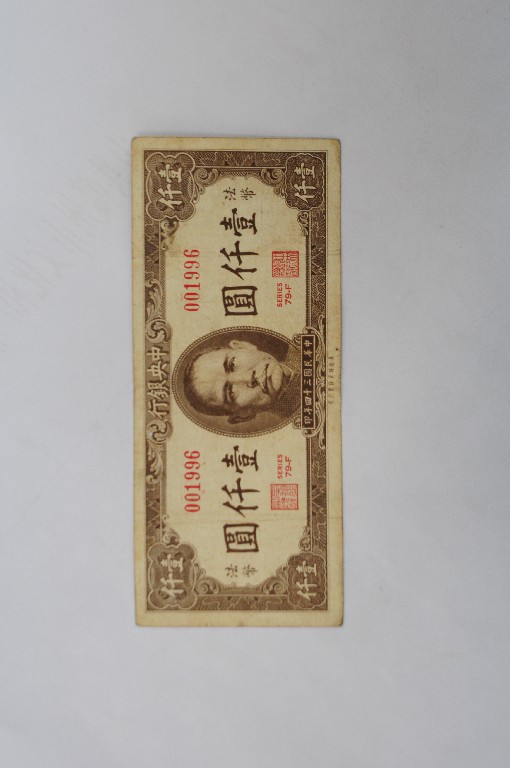 中央銀行
壹仟
壹仟
001996
001996
法幣
壹仟圓
壹仟圓
法幣
SERIES
79-F
SERIES
79-F
中華民國三十四年印
壹仟
壹仟